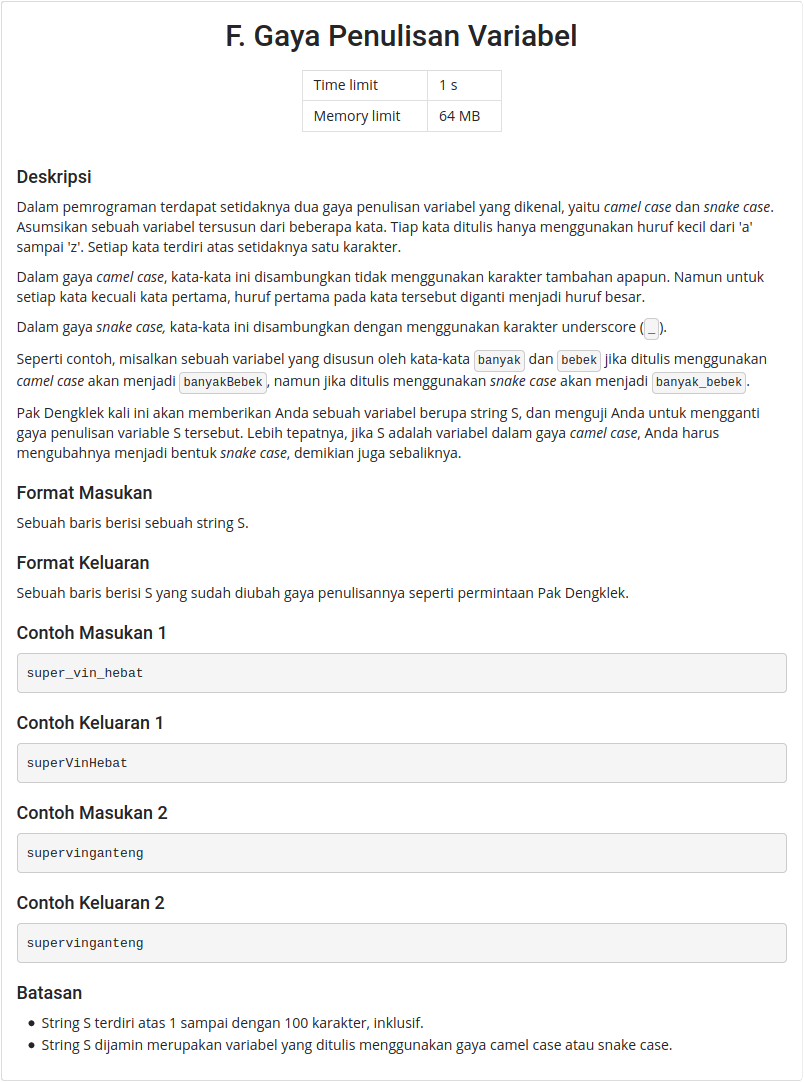 F. Gaya Penulisan Variabel
Time limit 1 s
Memory limit 64 MB
Deskripsi
Dalam pemrograman terdapat setidaknya dua gaya penulisan variabel yang dikenal, yaitu camel case dan snake case.
Asumsikan sebuah variabel tersusun dari beberapa kata. Tiap kata ditulis hanya menggunakan huruf kecil dari 'a'
sampai 'z'. Setiap kata terdiri atas setidaknya satu karakter.
Dalam gaya camel case, kata-kata ini disambungkan tidak menggunakan karakter tambahan apapun. Namun untuk
setiap kata kecuali kata pertama, huruf pertama pada kata tersebut diganti menjadi huruf besar.
Dalam gaya snake case, kata-kata ini disambungkan dengan menggunakan karakter underscore (_).
Seperti contoh, misalkan sebuah variabel yang disusun oleh kata-kata banyak dan bebek jika ditulis menggunakan
camel case akan menjadi banyakBebek, namun jika ditulis menggunakan snake case akan menjadi banyak_bebek.
Pak Dengklek kali ini akan memberikan Anda sebuah variabel berupa string S, dan menguji Anda untuk mengganti
gaya penulisan variable S tersebut. Lebih tepatnya, jika S adalah variabel dalam gaya camel case, Anda harus
mengubahnya menjadi bentuk snake case, demikian juga sebaliknya.
Format Masukan
Sebuah baris berisi sebuah string S.
Format Keluaran
Sebuah baris berisi S yang sudah diubah gaya penulisannya seperti permintaan Pak Dengklek.
Contoh Masukan 1
super_vin_hebat
Contoh Keluaran 1
superVinHebat
Contoh Masukan 2
supervinganteng
Contoh Keluaran 2
supervinganteng
Batasan
• String S terdiri atas 1 sampai dengan 100 karakter, inklusif.
• String S dijamin merupakan variabel yang ditulis menggunakan gaya camel case atau snake case.